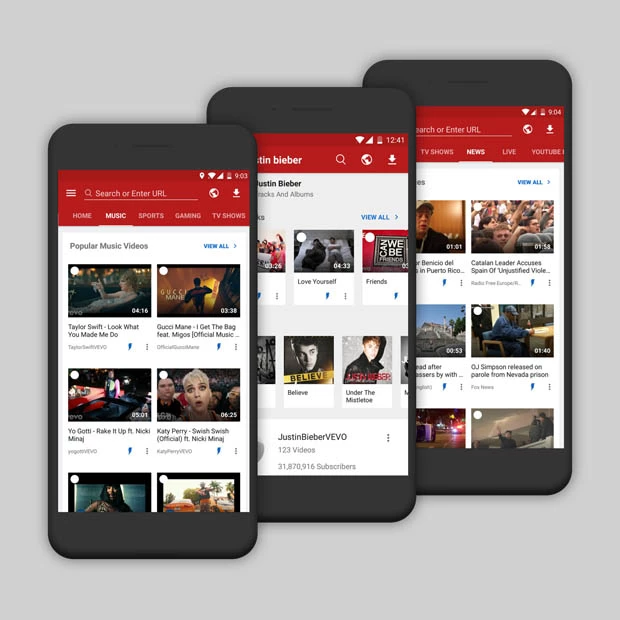 9:03
Search or Enter URL
HOME MUSIC SPORTS GAMING TV SHOWS
Popular Music Videos VIEW ALL
04:16
03:38
Taylor Swift - Look What
You Made Me Do
TaylorSwiftVEVO
GUCCI
MANE
Gucci Mane - I Get The Bag
feat. Migos [Official Music ...
OfficialGucciMane
05:01
06:25
Yo Gotti - Rake It Up ft. Nicki
Minaj
yogottiVEVO
Katy Perry - Swish Swish
(Official) ft. Nicki Minaj
KatyPerryVEVO
12:41
stin bieber
Justin Bieber
racks And Albums
ks VIEW ALL
03:26
04:33
03
Love Yourself
CAN WE
BE
FRIENDS
Friends
BELIEVE
Believe
Under The
Mistletoe
JustinBieberVEVO
123 Videos
31,870,916 Subscribers
9:04
earch or Enter URL
TV SHOWS NEWS LIVE YOUTUBE
es VIEW ALL
01:01
01:58
r Benicio del
s in Puerto Rico...
Catalan Leader Accuses
Spain Of 'Unjustified Viole...
Radio Free Europe/R..
00:53
01:40
ead after
ssers by with ...
nglish)
OJ Simpson released on
parole from Nevada prison
Fox News